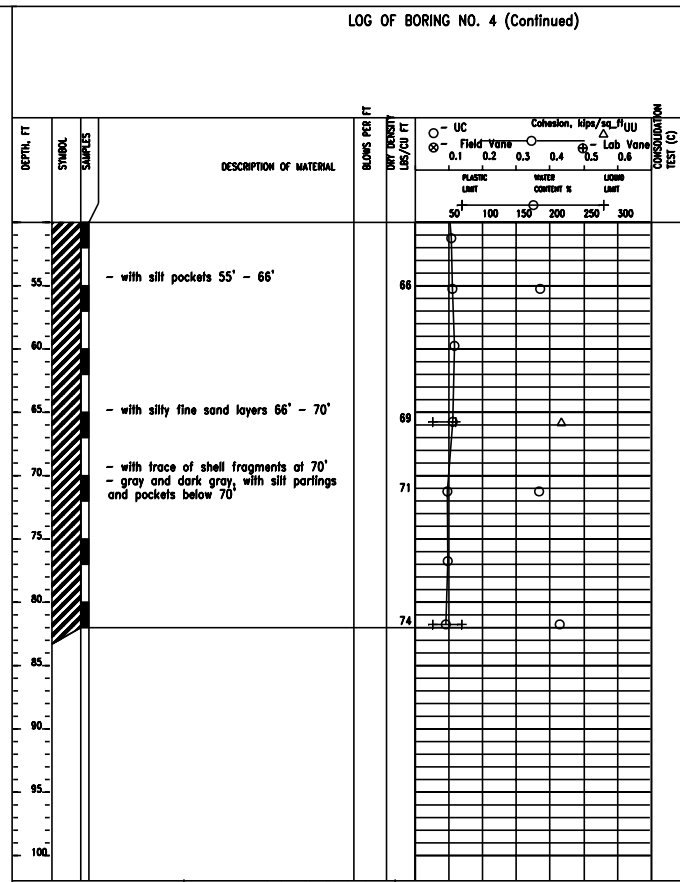 LOG OF BORING NO. 4 (Continued)
DEPTH, FT
SYMBOL
SAMPLES
DESCRIPTION OF MATERIAL
BLOWS PER FT
DRY DENSITY
LBS/CU FT
Cohesion, kips/sq ft
○ - UC
△ UU
⊗ - Field Vane
⊕ - Lab Vane
0.1 0.2 0.3 0.4 0.5 0.6
PLASTIC LIMIT
WATER CONTENT %
LIQUID LIMIT
50 100 150 200 300
CONSOLIDATION
TEST (C)
- with silt pockets 55' - 66'
55
66
60
- with silty fine sand layers 66' - 70'
65
69
- with trace of shell fragments at 70'
70
- gray and dark gray, with silt partings
71
and pockets below 70'
75
80
74
85
90
95
100